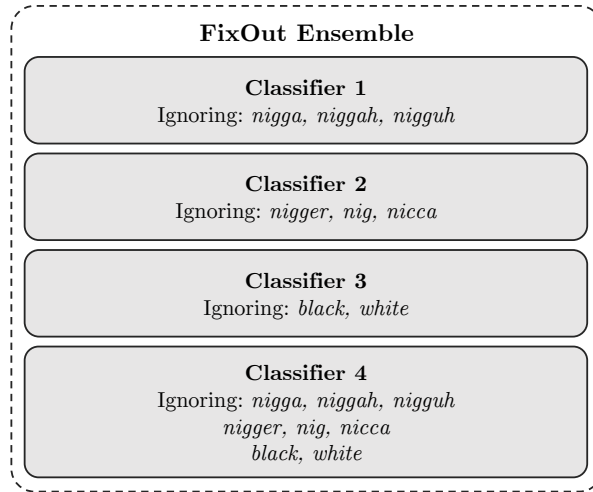 FixOut Ensemble
Classifier 1
Ignoring: nigga, niggah, nigguh
Classifier 2
Ignoring: nigger, nig, nicca
Classifier 3
Ignoring: black, white
Classifier 4
Ignoring: nigga, niggah, nigguh
nigger, nig, nicca
black, white